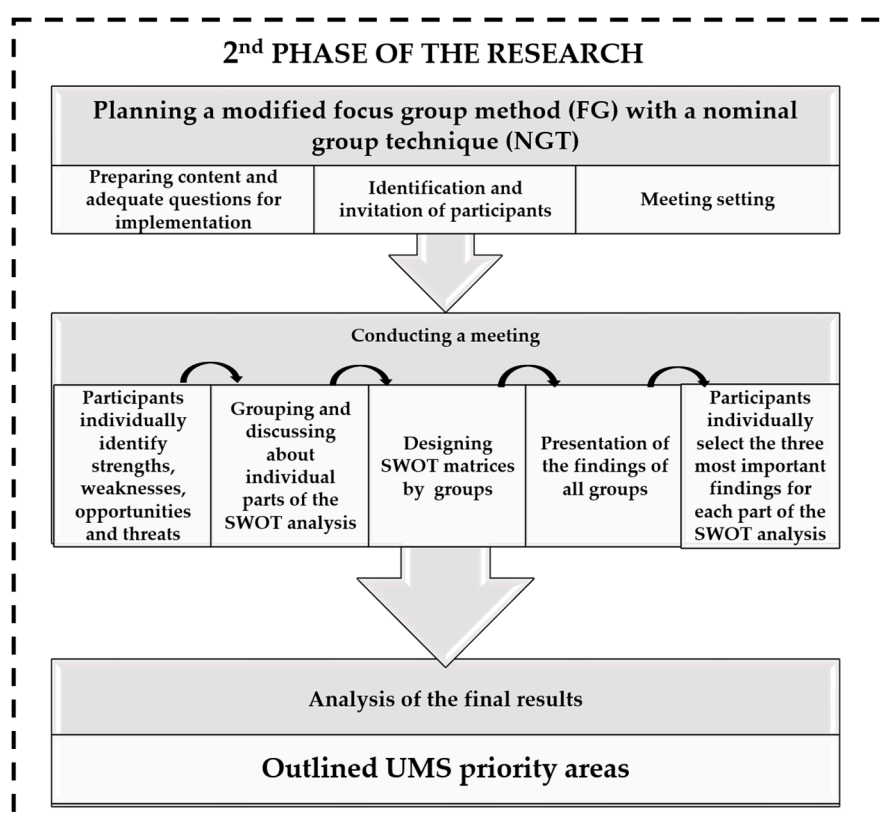 2nd PHASE OF THE RESEARCH
Planning a modified focus group method (FG) with a nominal
group technique (NGT)
Preparing content and
adequate questions for
implementation
Identification and
invitation of participants
Meeting setting
Conducting a meeting
Participants
individually
identify
strengths,
weaknesses,
opportunities
and threats
Grouping and
discussing
about
individual
parts of the
SWOT analysis
Designing
SWOT matrices
by groups
Presentation of
the findings of
all groups
Participants
individually
select the three
most important
findings for
each part of the
SWOT analysis
Analysis of the final results
Outlined UMS priority areas